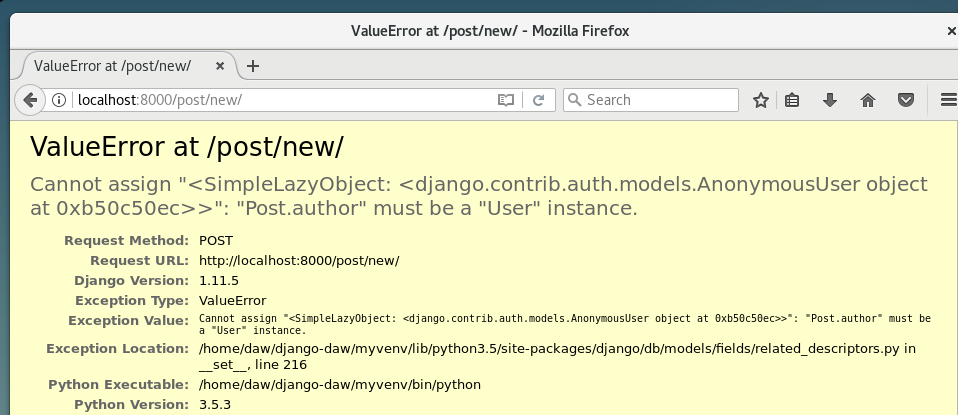 ValueError at /post/new/ - Mozilla Firefox
ValueError at /post/new/
localhost:8000/post/new/
Search
ValueError at /post/new/
Cannot assign "<SimpleLazyObject: <django.contrib.auth.models.AnonymousUser object
at 0xb50c50ec>>": "Post.author" must be a "User" instance.
Request Method: POST
Request URL: http://localhost:8000/post/new/
Django Version: 1.11.5
Exception Type: ValueError
Exception Value: Cannot assign "<SimpleLazyObject: <django.contrib.auth.models.AnonymousUser object at 0xb50c50ec>>": "Post.author" must be
a "User" instance.
Exception Location: /home/daw/django-daw/myvenv/lib/python3.5/site-packages/django/db/models/fields/related_descriptors.py in
__set__, line 216
Python Executable: /home/daw/django-daw/myvenv/bin/python
Python Version: 3.5.3